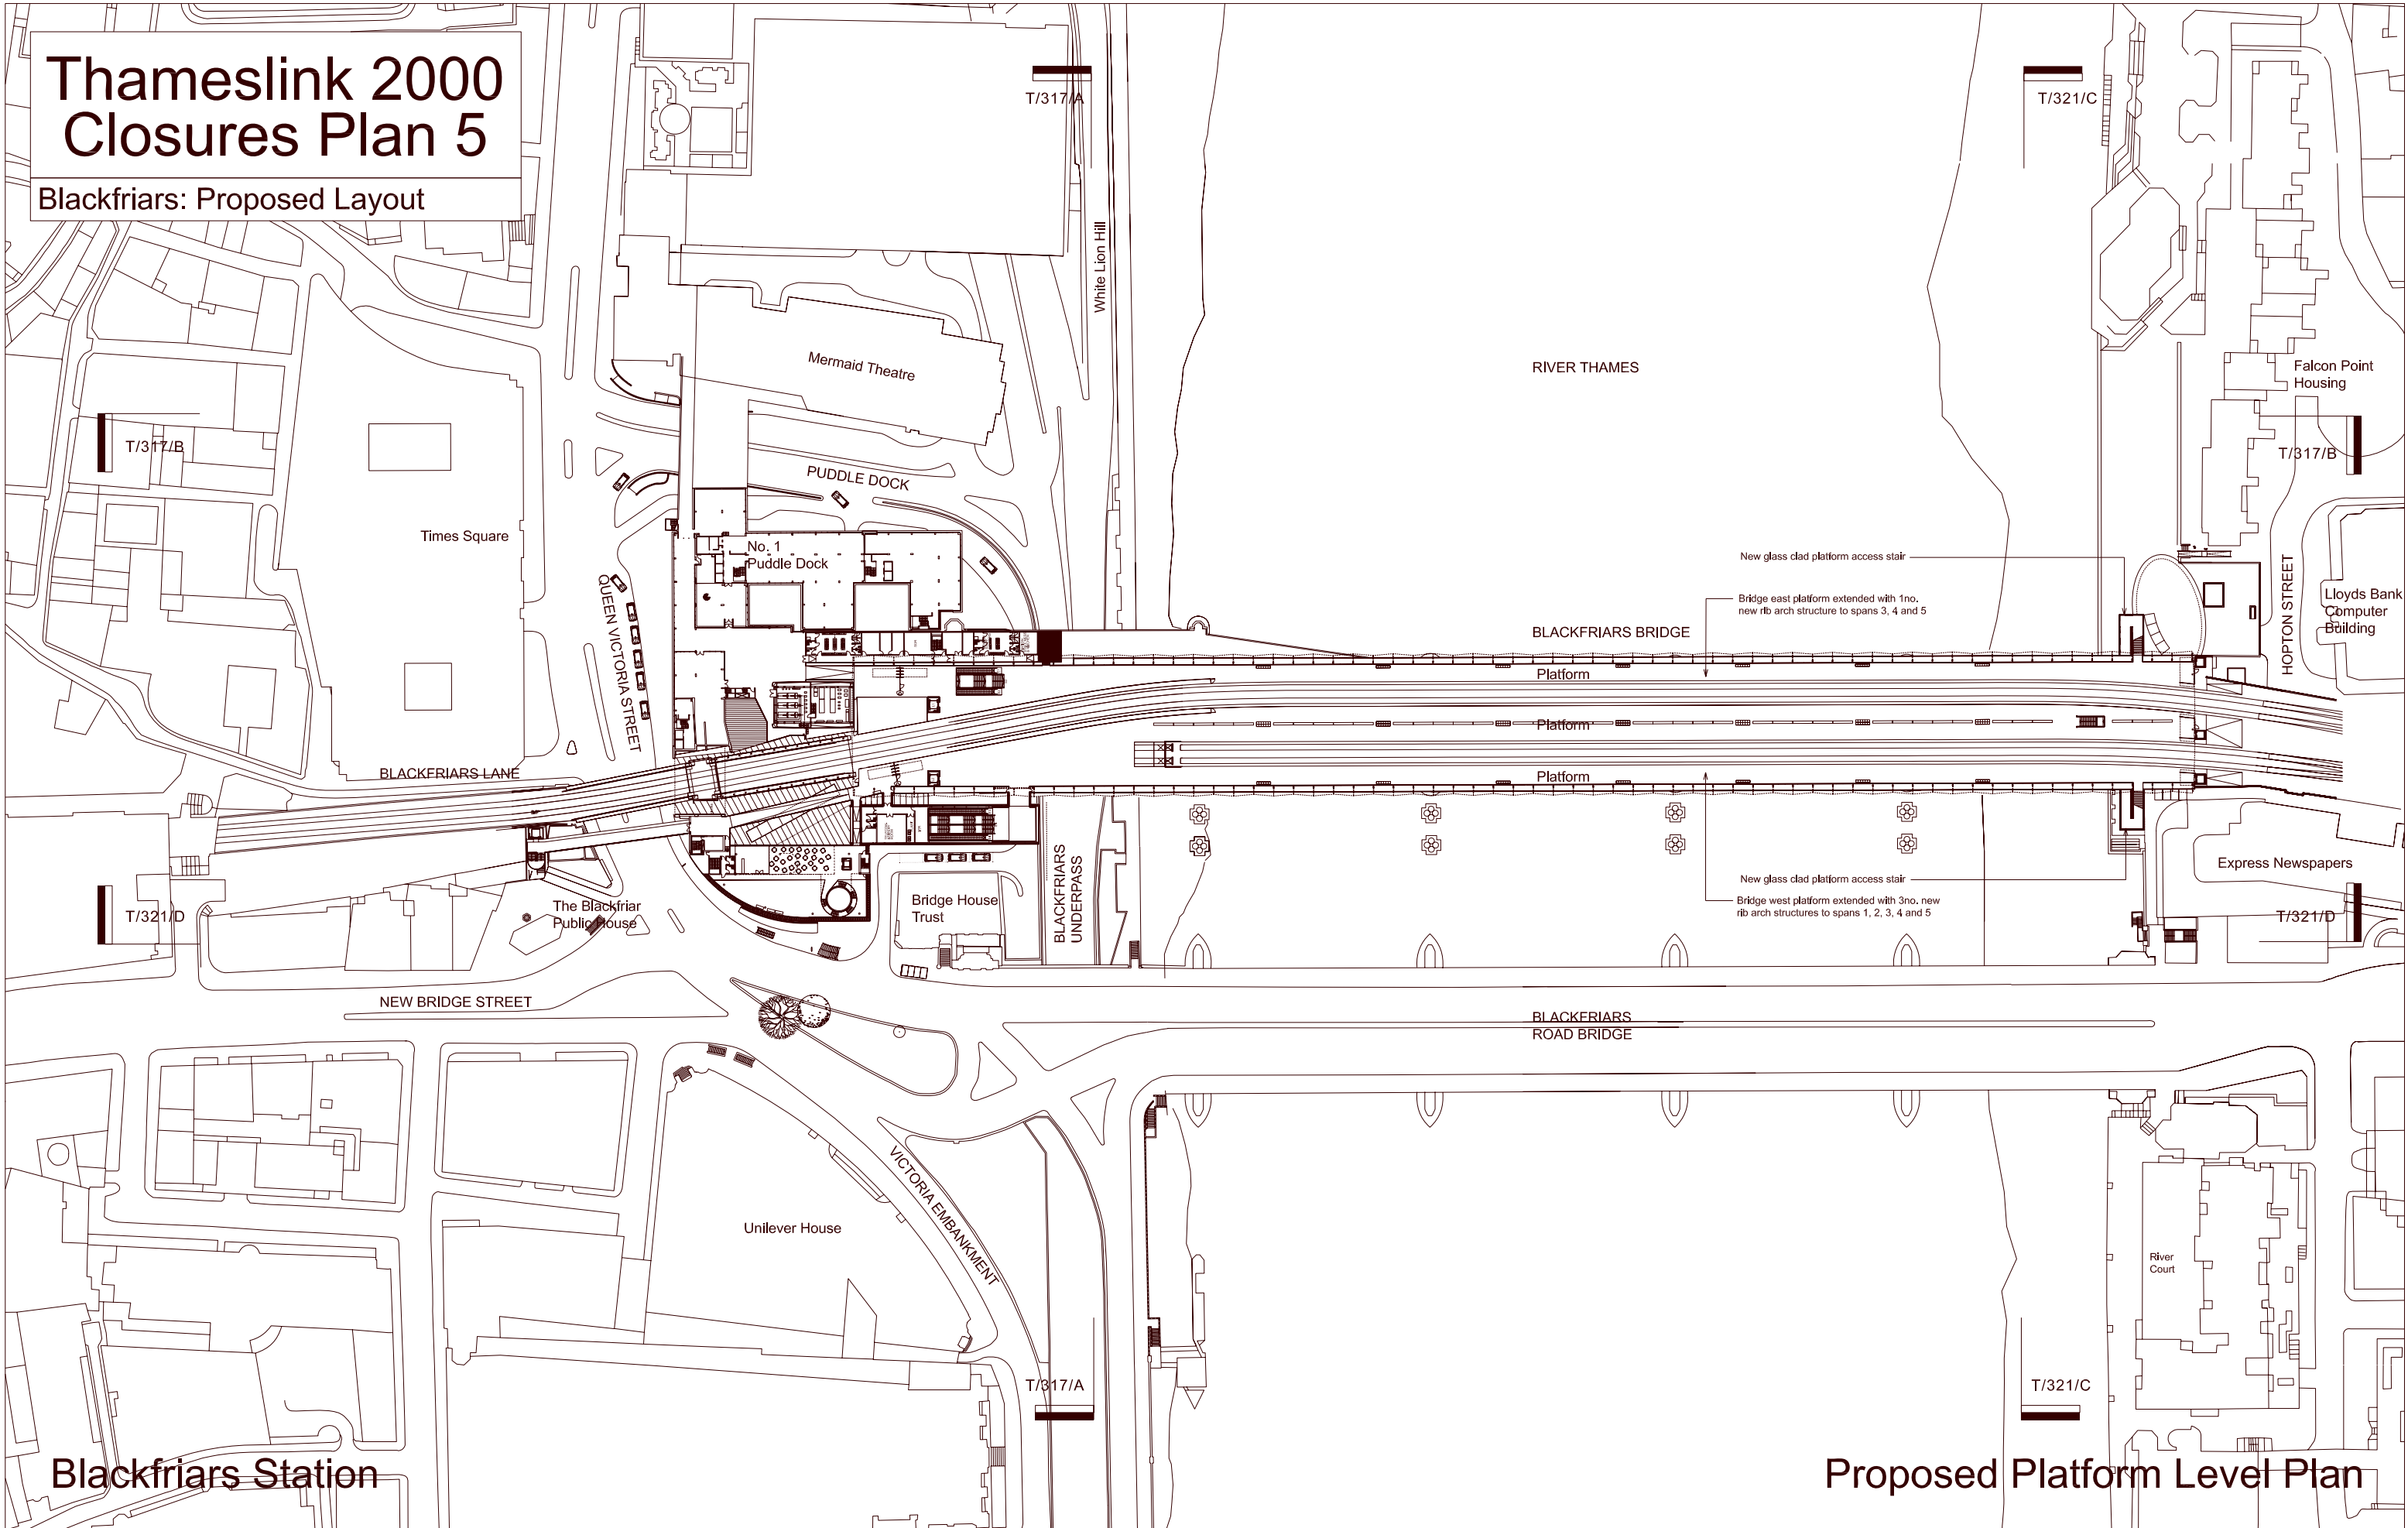 Thameslink 2000
Closures Plan 5
Blackfriars: Proposed Layout
T/317/A
T/321/C
White Lion Hill
Mermaid Theatre
RIVER THAMES
Falcon Point
Housing
T/317/B
T/317/B
PUDDLE DOCK
Times Square
No. 1
Puddle Dock
QUEEN VICTORIA STREET
New glass clad platform access stair
Bridge east platform extended with 1no.
new rib arch structure to spans 3, 4 and 5
HOPTON STREET
Lloyds Bank
Computer
Building
BLACKFRIARS BRIDGE
Platform
Platform
Platform
BLACKFRIARS LANE
Express Newspapers
New glass clad platform access stair
Bridge west platform extended with 3no. new
rib arch structures to spans 1, 2, 3, 4 and 5
BLACKFRIARS
UNDERPASS
Bridge House
Trust
The Blackfriar
Public House
T/321/D
T/321/D
NEW BRIDGE STREET
BLACKFRIARS
ROAD BRIDGE
VICTORIA EMBANKMENT
Unilever House
River
Court
T/317/A
T/321/C
Blackfriars Station
Proposed Platform Level Plan